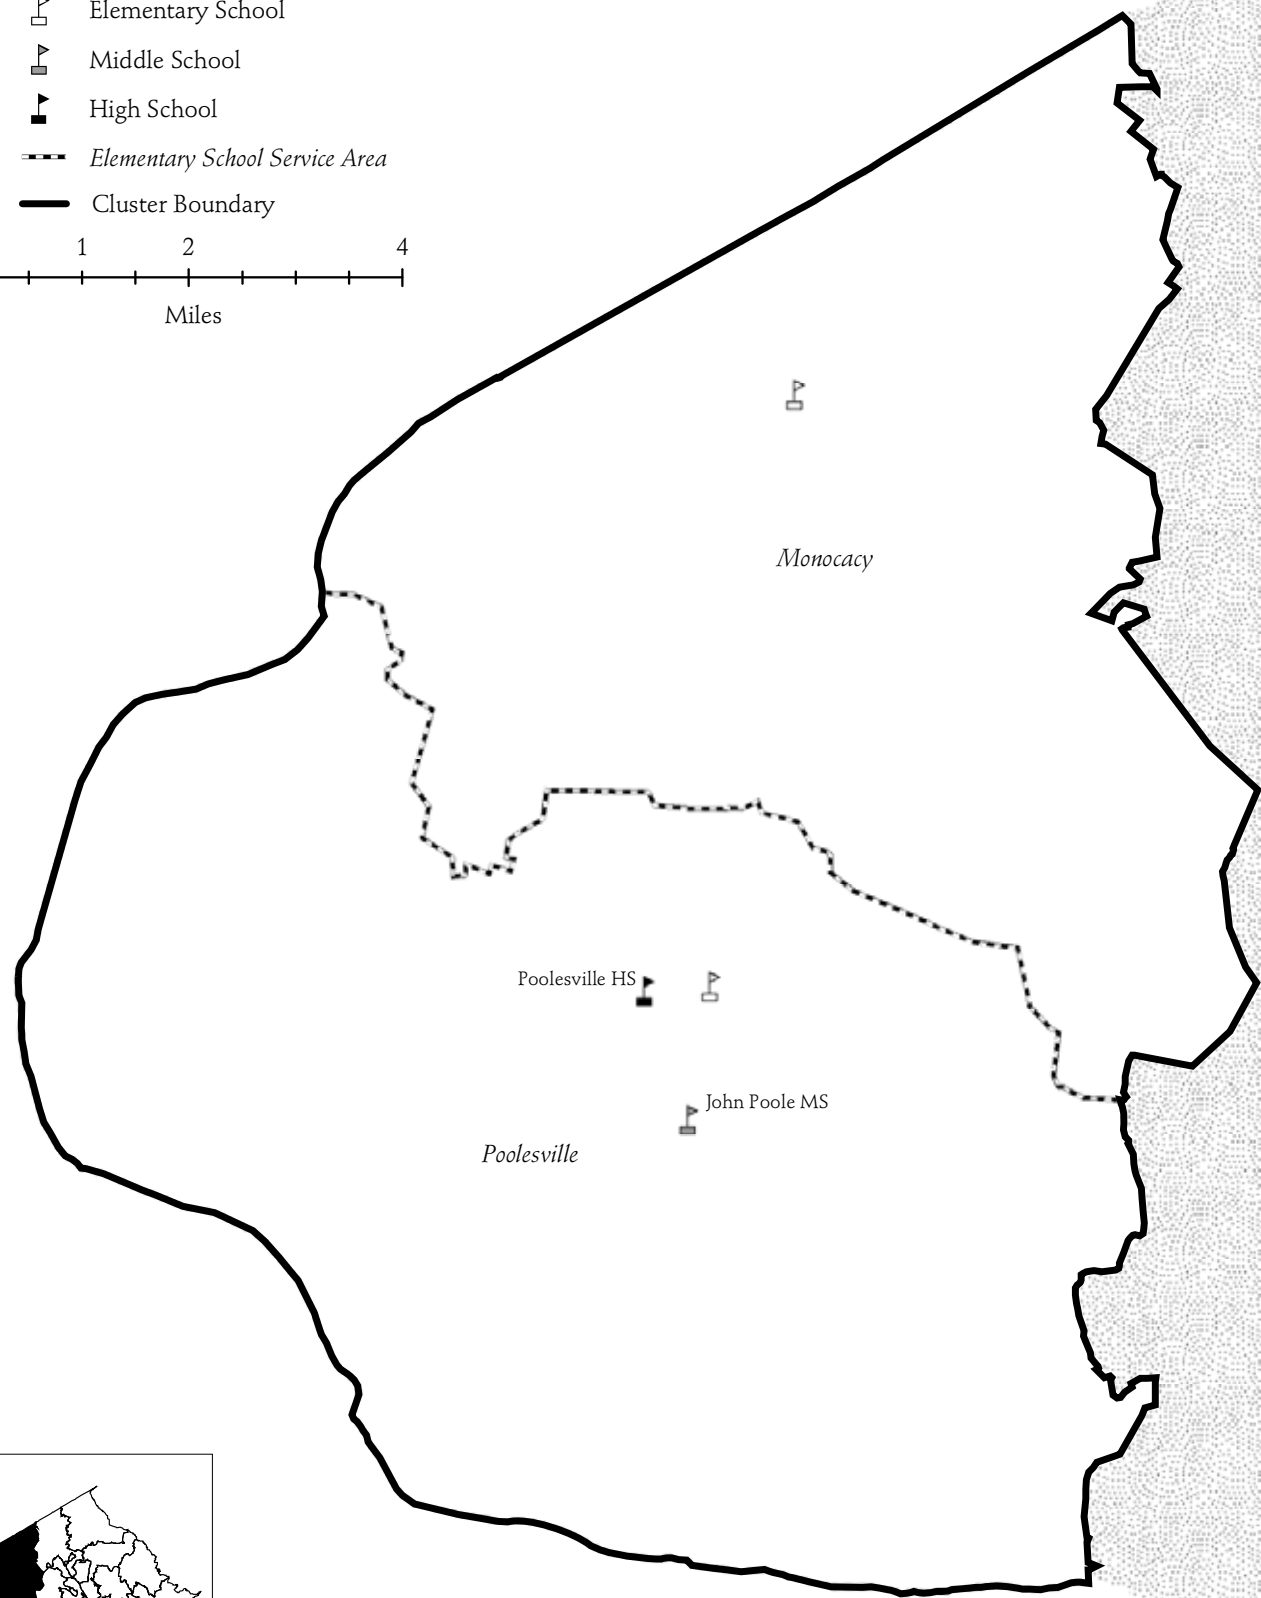 Elementary School
Middle School
High School
Elementary School Service Area
Cluster Boundary
1 2 4
Miles
Monocacy
Poolesville HS
John Poole MS
Poolesville